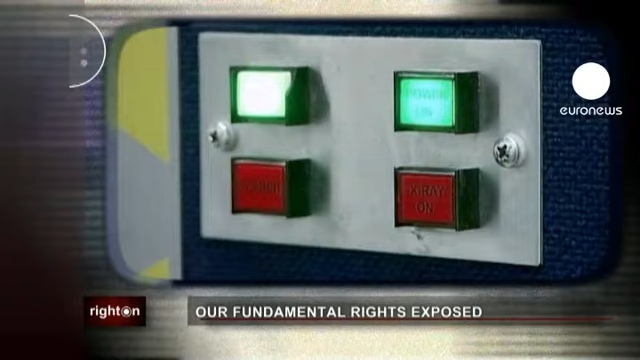 POWER
ON
X-RAY
ON
euronews
righton
OUR FUNDAMENTAL RIGHTS EXPOSED